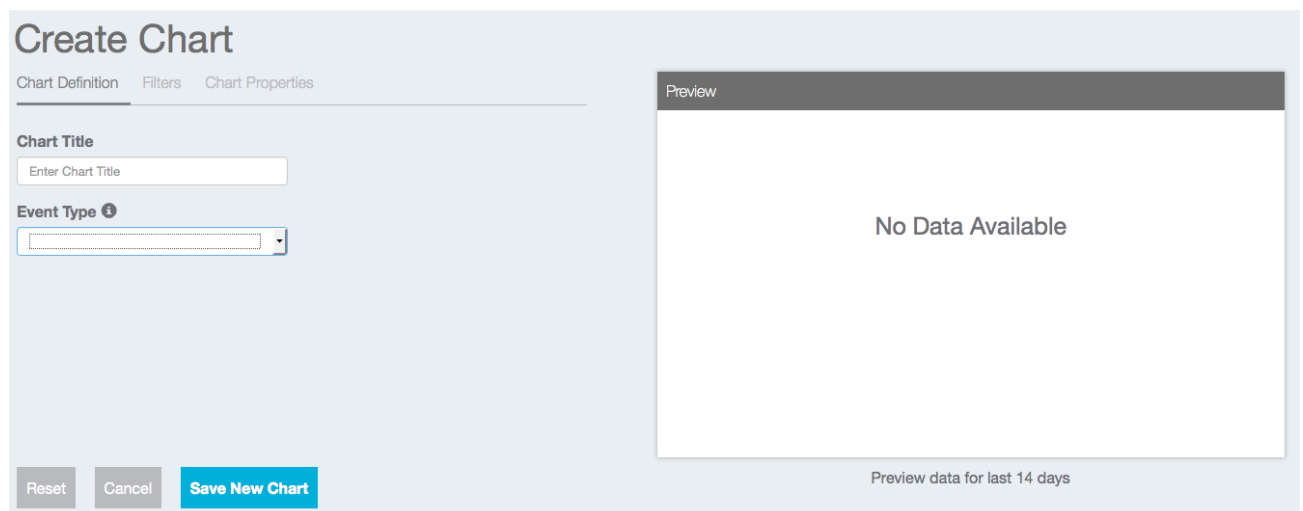 Create Chart
Chart Definition Filters Chart Properties
Chart Title
Enter Chart Title
Event Type
Reset Cancel Save New Chart
Preview
No Data Available
Preview data for last 14 days